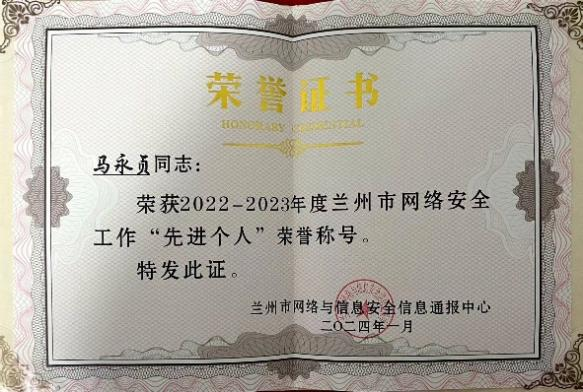 荣誉证书
HONORARY CREDENTIAL
马永贞同志：
荣获2022-2023年度兰州市网络安全
工作“先进个人”荣誉称号。
特发此证。
兰州市网络与信息安全信息通报中心
二〇二四年一月